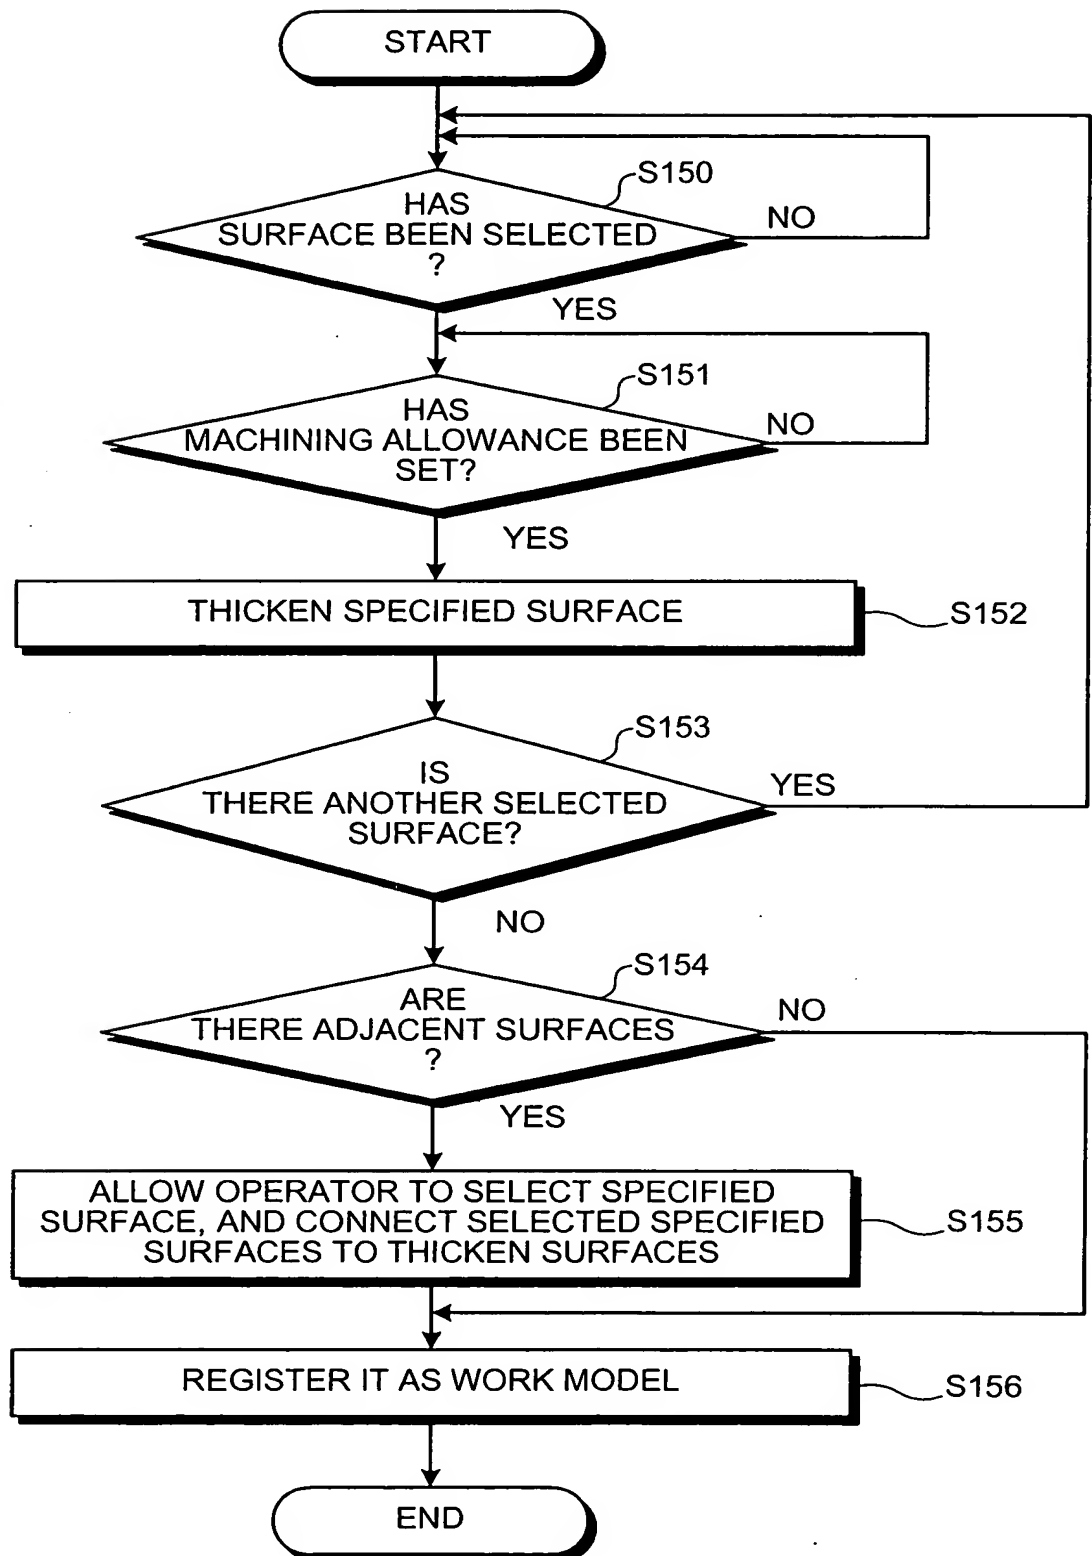 START
S150
HAS
SURFACE BEEN SELECTED
?
NO
YES
S151
HAS
MACHINING ALLOWANCE BEEN
SET?
NO
YES
THICKEN SPECIFIED SURFACE
S152
S153
IS
THERE ANOTHER SELECTED
SURFACE?
YES
NO
S154
ARE
THERE ADJACENT SURFACES
?
NO
YES
ALLOW OPERATOR TO SELECT SPECIFIED
SURFACE, AND CONNECT SELECTED SPECIFIED
SURFACES TO THICKEN SURFACES
S155
REGISTER IT AS WORK MODEL
S156
END